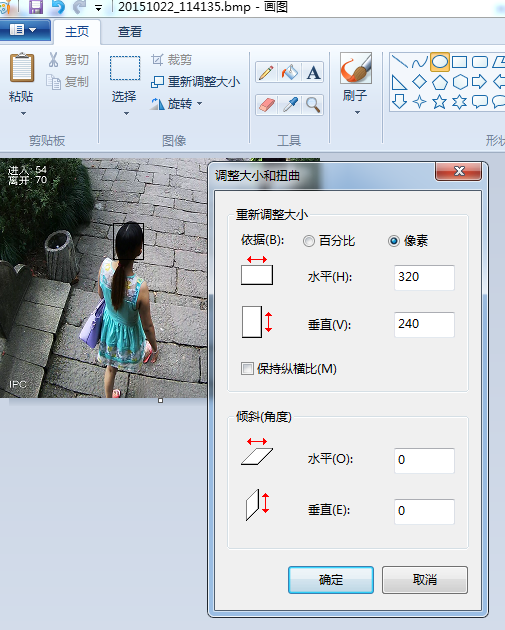 20151022_114135.bmp - 画图
主页 查看
粘贴
剪切
复制
剪贴板
选择
裁剪
重新调整大小
旋转
图像
A
工具
刷子
进入: 54
离开: 70
IPC
调整大小和扭曲
重新调整大小
依据(B): 百分比 像素
水平(H): 320
垂直(V): 240
保持纵横比(M)
倾斜(角度)
水平(O): 0
垂直(E): 0
确定 取消